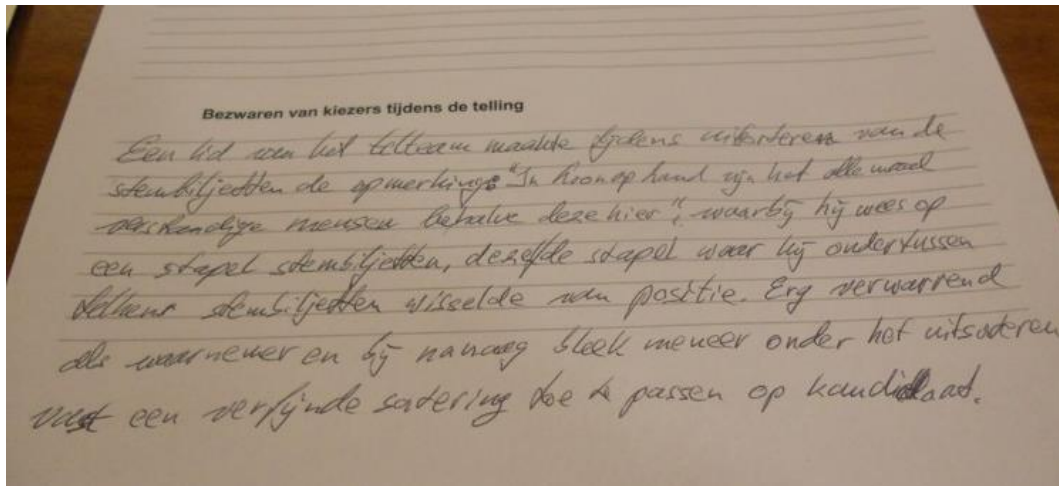 Bezwaren van kiezers tijdens de telling
Een lid van het telteam maakte tijdens uitsorteren van de
stembiljetten de opmerking: "In hand zijn het allemaal
verstandige mensen behalve deze hier", waarbij hij wees op
een stapel stembiljetten, dezelfde stapel waar hij ondertussen
telkens stembiljetten wisselde van positie. Erg verwarrend
als waarnemer en bij navraag bleek meneer onder het uitsorteren
vast een verfijnde sortering toe te passen op kandidaat.